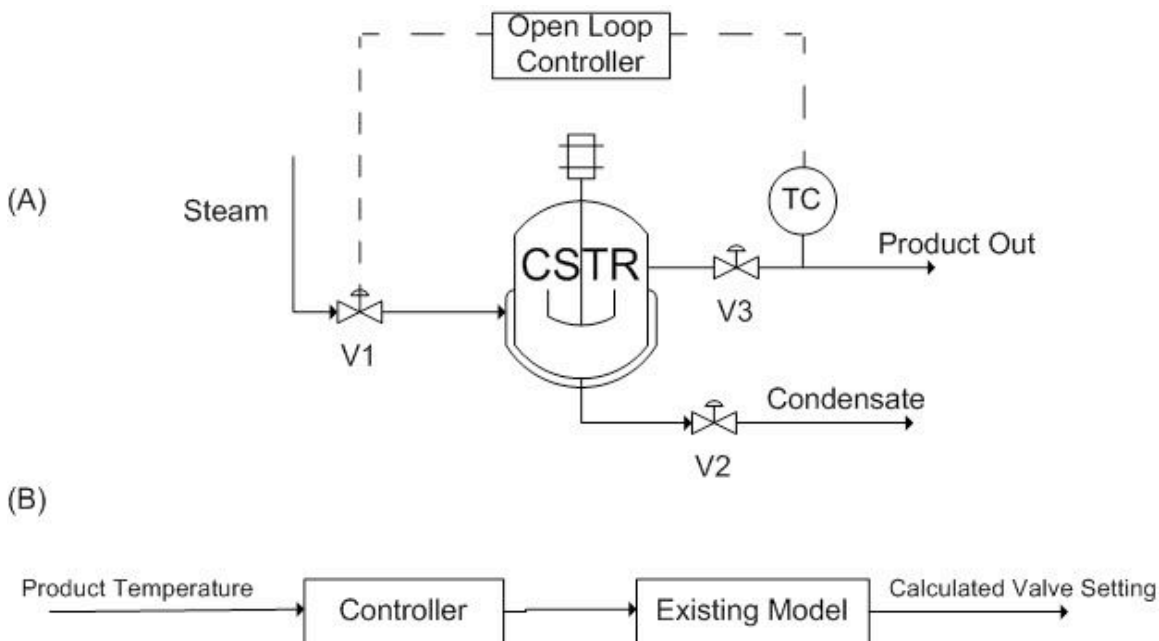 Open Loop
Controller
(A)
Steam
TC
CSTR
Product Out
V3
V1
Condensate
V2
(B)
Product Temperature
Controller
Existing Model
Calculated Valve Setting